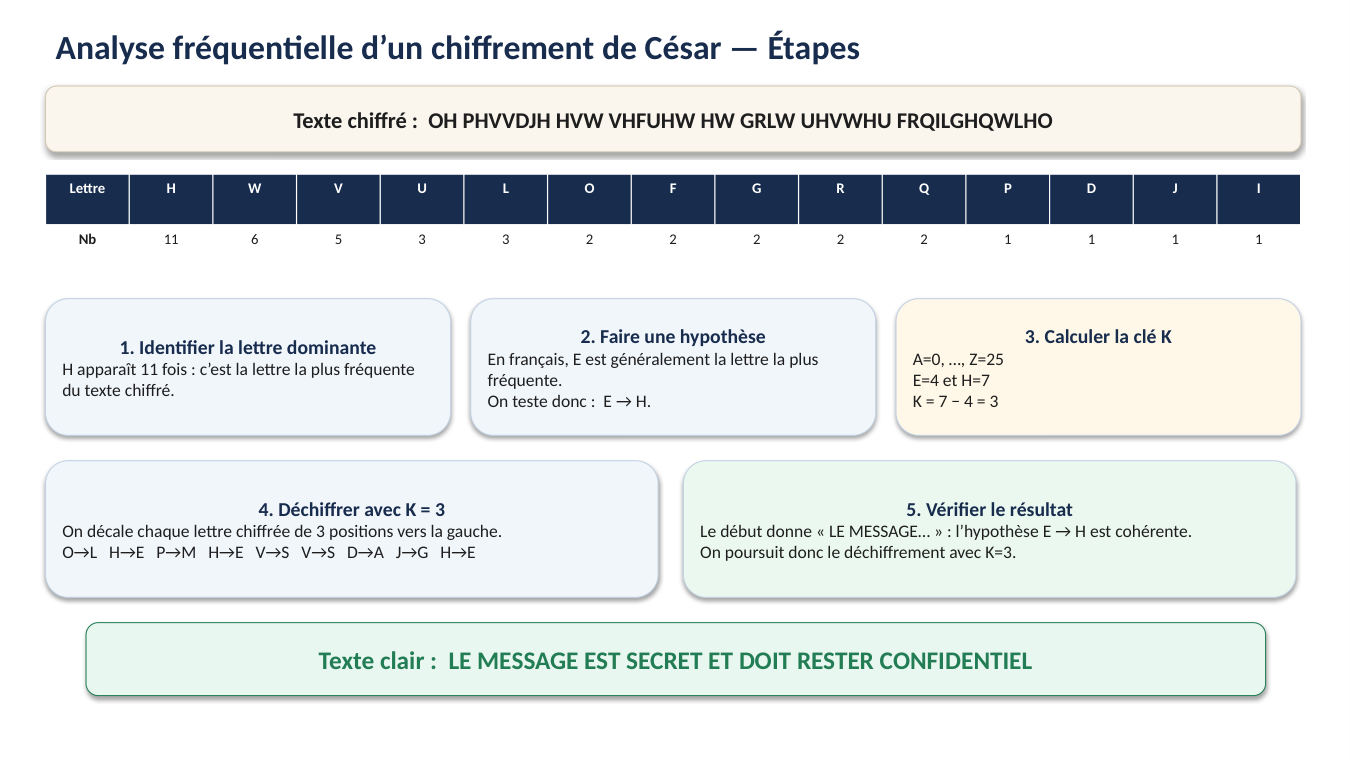 Analyse fréquentielle d’un chiffrement de César — Étapes
Texte chiffré : OH PHVVDJH HVW VHFUHW HW GRLW UHVWHU FRQILGHQWLHO
Lettre H W V U L O F G R Q P D J I
Nb 11 6 5 3 3 2 2 2 2 2 1 1 1 1
1. Identifier la lettre dominante
H apparaît 11 fois : c’est la lettre la plus fréquente
du texte chiffré.
2. Faire une hypothèse
En français, E est généralement la lettre la plus
fréquente.
On teste donc : E → H.
3. Calculer la clé K
A=0, …, Z=25
E=4 et H=7
K = 7 − 4 = 3
4. Déchiffrer avec K = 3
On décale chaque lettre chiffrée de 3 positions vers la gauche.
O→L H→E P→M H→E V→S V→S D→A J→G H→E
5. Vérifier le résultat
Le début donne « LE MESSAGE… » : l’hypothèse E → H est cohérente.
On poursuit donc le déchiffrement avec K=3.
Texte clair : LE MESSAGE EST SECRET ET DOIT RESTER CONFIDENTIEL